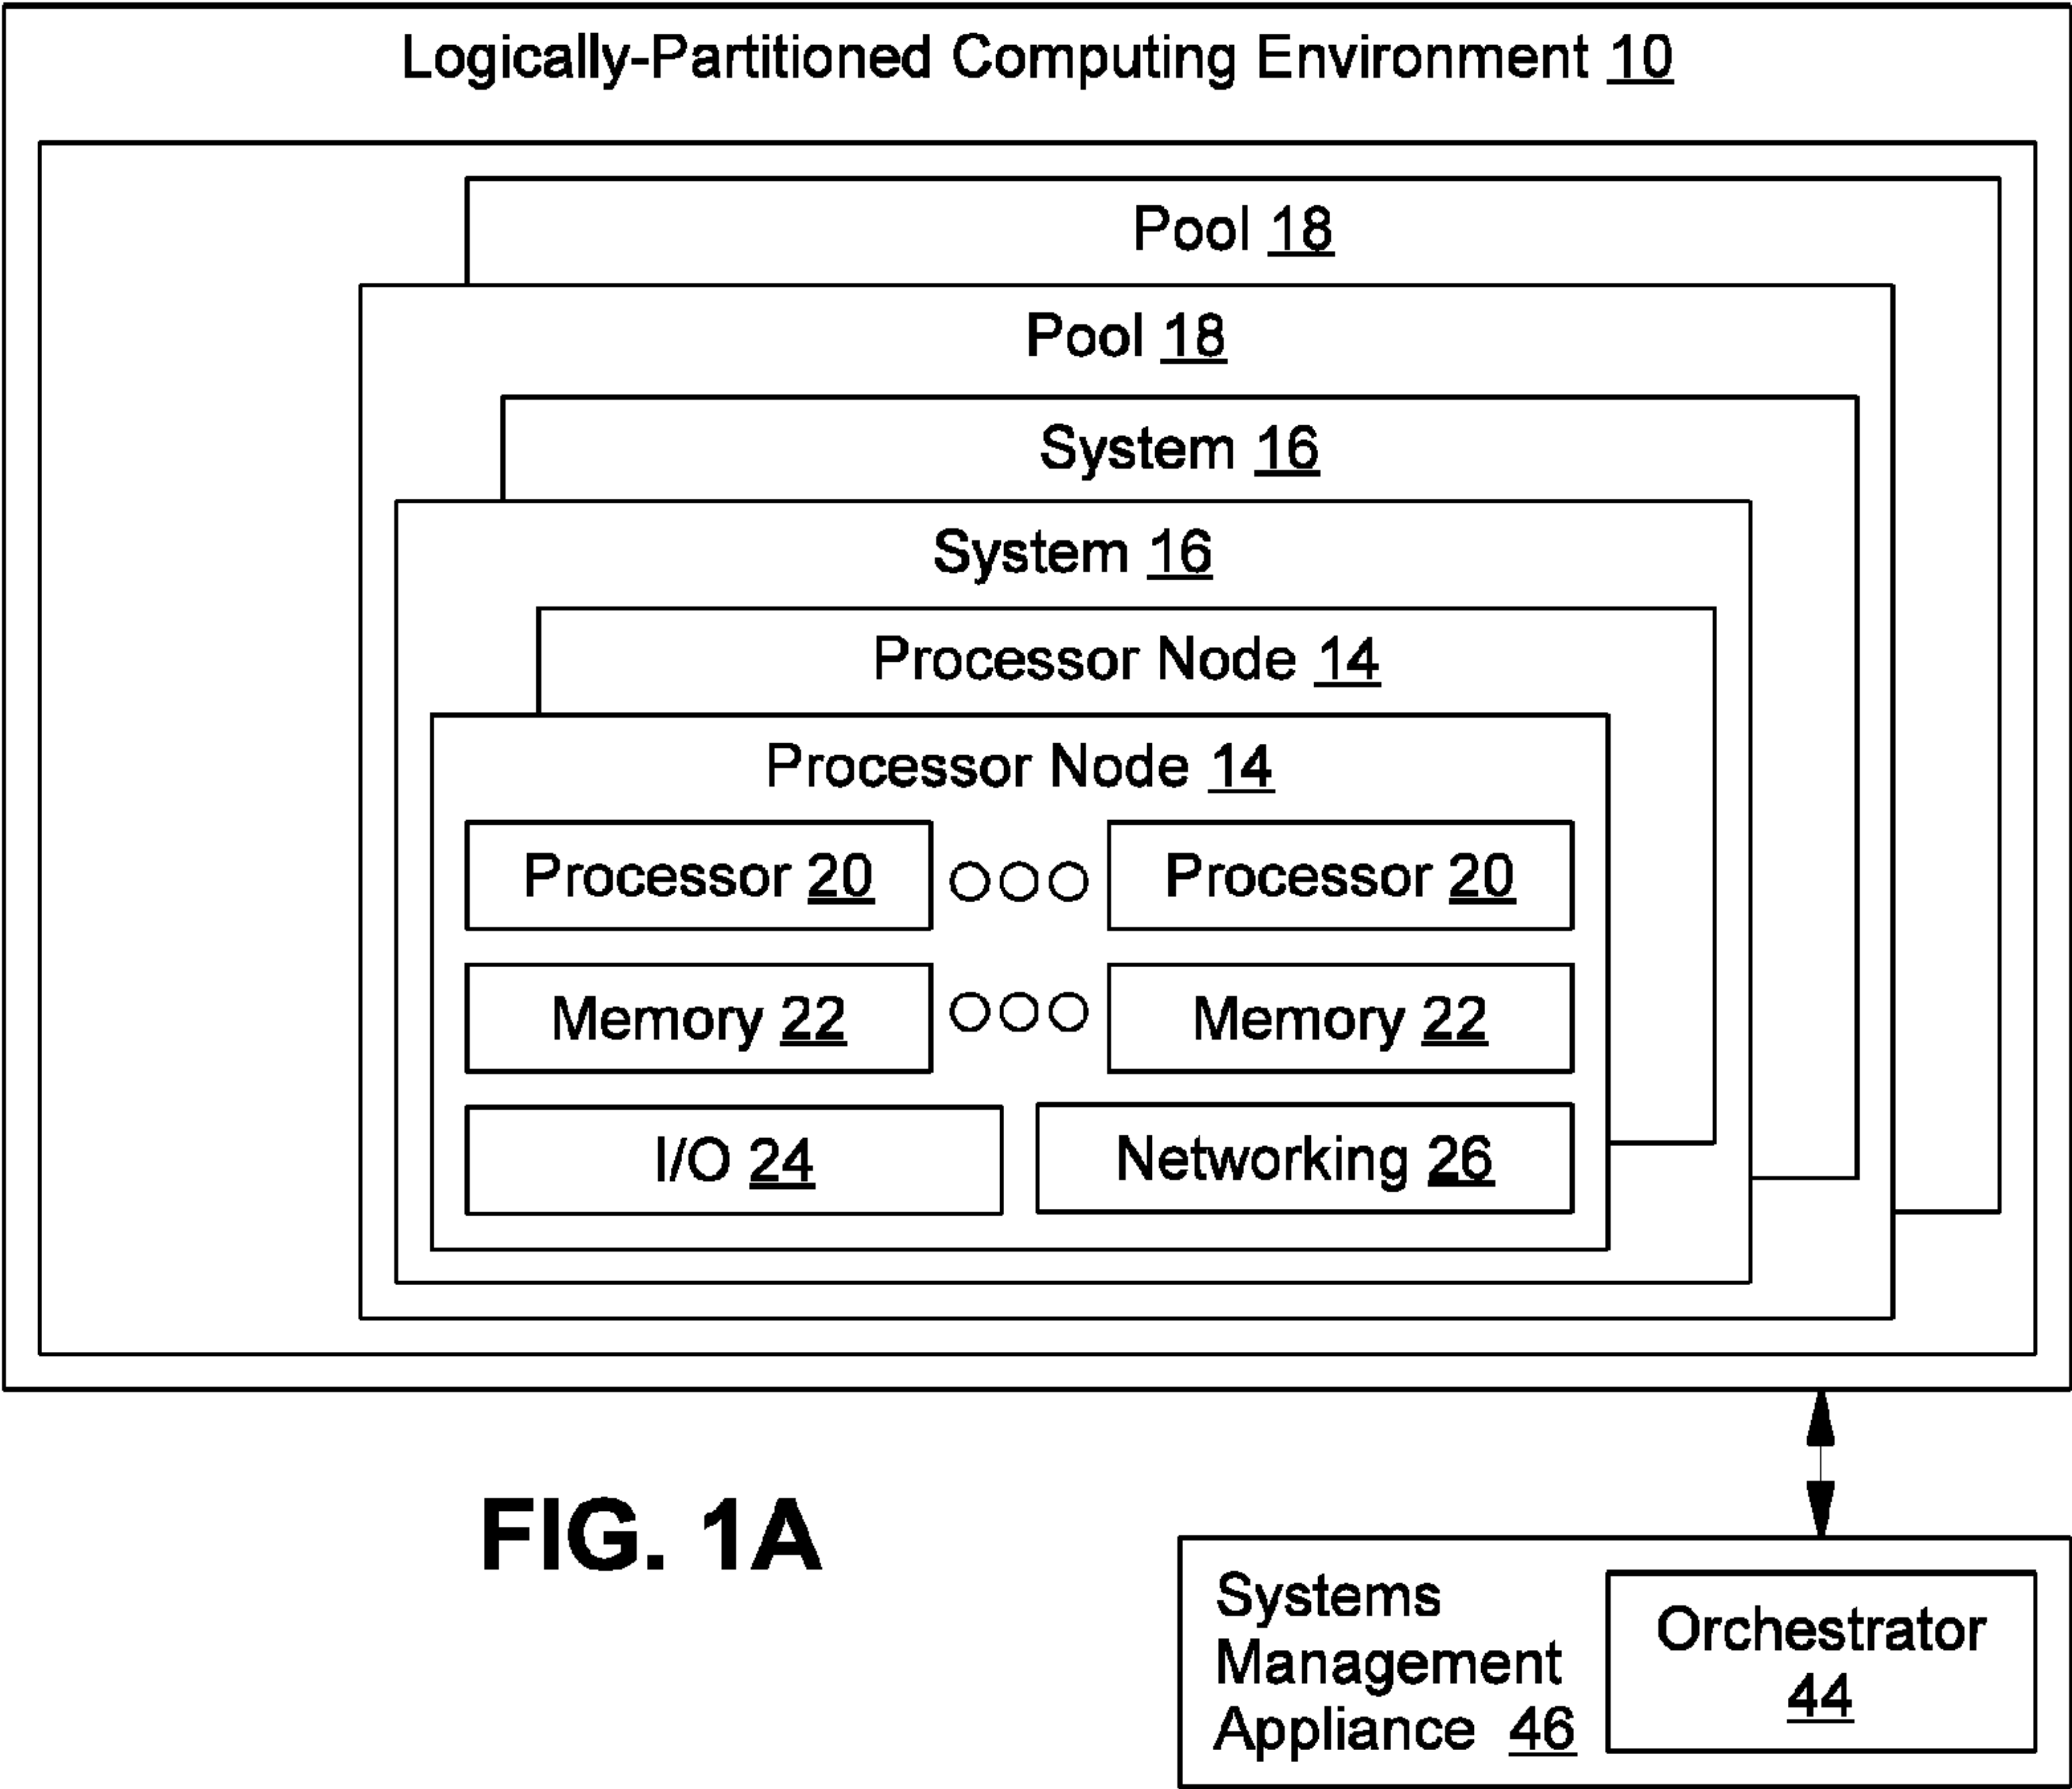 Logically-Partitioned Computing Environment 10
Pool 18
Pool 18
System 16
System 16
Processor Node 14
Processor Node 14
Processor 20
Processor 20
Memory 22
Memory 22
I/O 24
Networking 26
FIG. 1A
Systems
Management
Appliance 46
Orchestrator
44